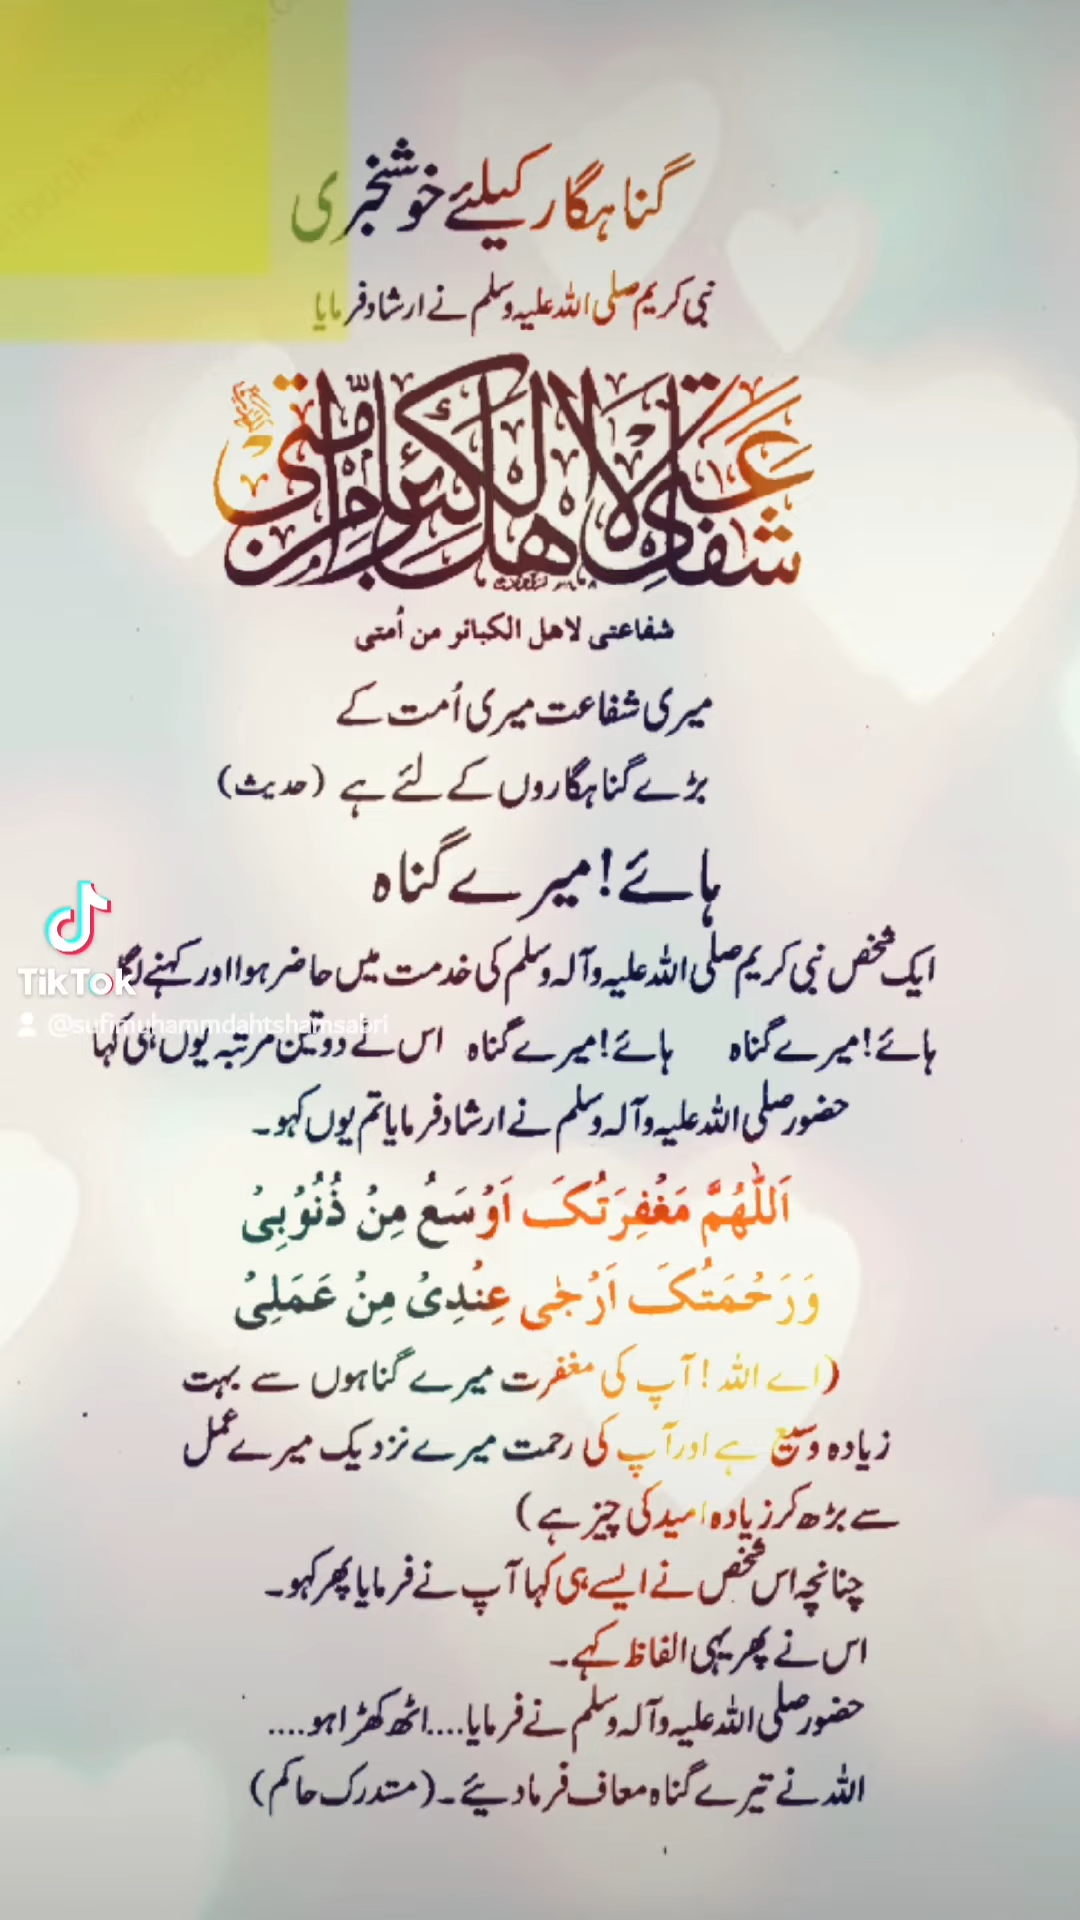 گناہگار کیلئے خوشخبری
نبی کریم صلی اللہ علیہ وسلم نے ارشاد فرمایا
شفاعتی لاھل الکبائر من امتی
شفاعتی لاھل الکبائر من اُمتی
میری شفاعت میری اُمت کے
بڑے گناہگاروں کے لئے ہے (حدیث)
ہائے! میرے گناہ
ایک شخص نبی کریم صلی اللہ علیہ وآلہ وسلم کی خدمت میں حاضر ہوا اور کہنے لگا
TikTok
@sufimuhammdahtshamsabri
ہائے! میرے گناہ ہائے! میرے گناہ اس نے دو تین مرتبہ یوں ہی کہا
حضور صلی اللہ علیہ وآلہ وسلم نے ارشاد فرمایا تم یوں کہو۔
اَللّٰهُمَّ مَغْفِرَتُکَ اَوْسَعُ مِنْ ذُنُوْبِیْ
وَرَحْمَتُکَ اَرْجٰی عِنْدِیْ مِنْ عَمَلِیْ
(اے اللہ! آپ کی مغفرت میرے گناہوں سے بہت
زیادہ وسیع ہے اور آپ کی رحمت میرے نزدیک میرے عمل
سے بڑھ کر زیادہ امید کی چیز ہے)
چنانچہ اس شخص نے ایسے ہی کہا آپ نے فرمایا پھر کہو۔
اس نے پھر یہی الفاظ کہے۔
حضور صلی اللہ علیہ وآلہ وسلم نے فرمایا....اٹھ کھڑا ہو....
اللہ نے تیرے گناہ معاف فرما دیئے۔ (مستدرک حاکم)